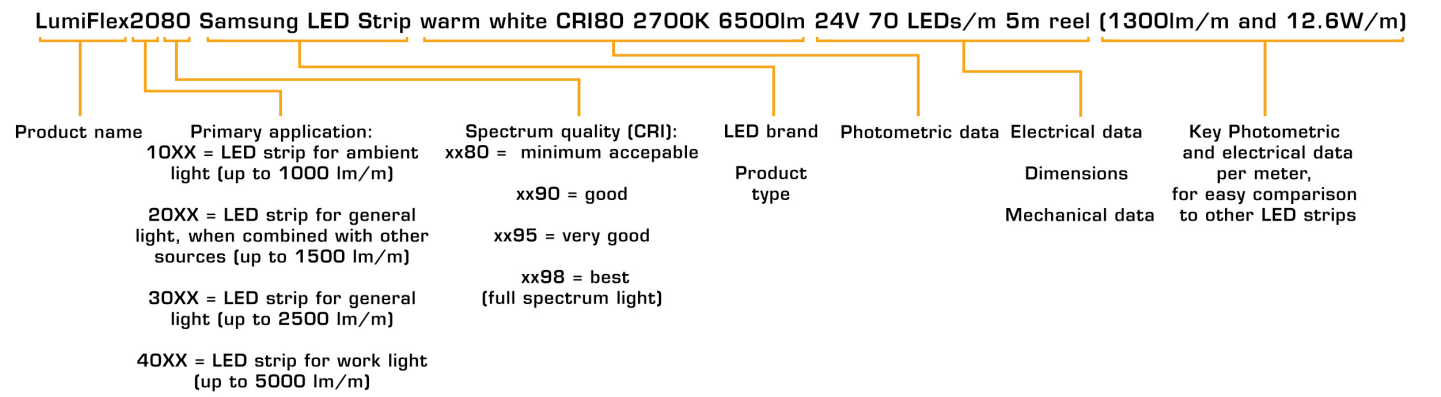 LumiFlex2080 Samsung LED Strip warm white CRI80 2700K 6500lm 24V 70 LEDs/m 5m reel (1300lm/m and 12.6W/m)
Product name
Primary application:
10XX = LED strip for ambient
light (up to 1000 lm/m)
20XX = LED strip for general
light, when combined with other
sources (up to 1500 lm/m)
30XX = LED strip for general
light (up to 2500 lm/m)
40XX = LED strip for work light
(up to 5000 lm/m)
Spectrum quality (CRI):
xx80 = minimum accepable
xx90 = good
xx95 = very good
xx98 = best
(full spectrum light)
LED brand
Product
type
Photometric data
Electrical data
Dimensions
Mechanical data
Key Photometric
and electrical data
per meter,
for easy comparison
to other LED strips